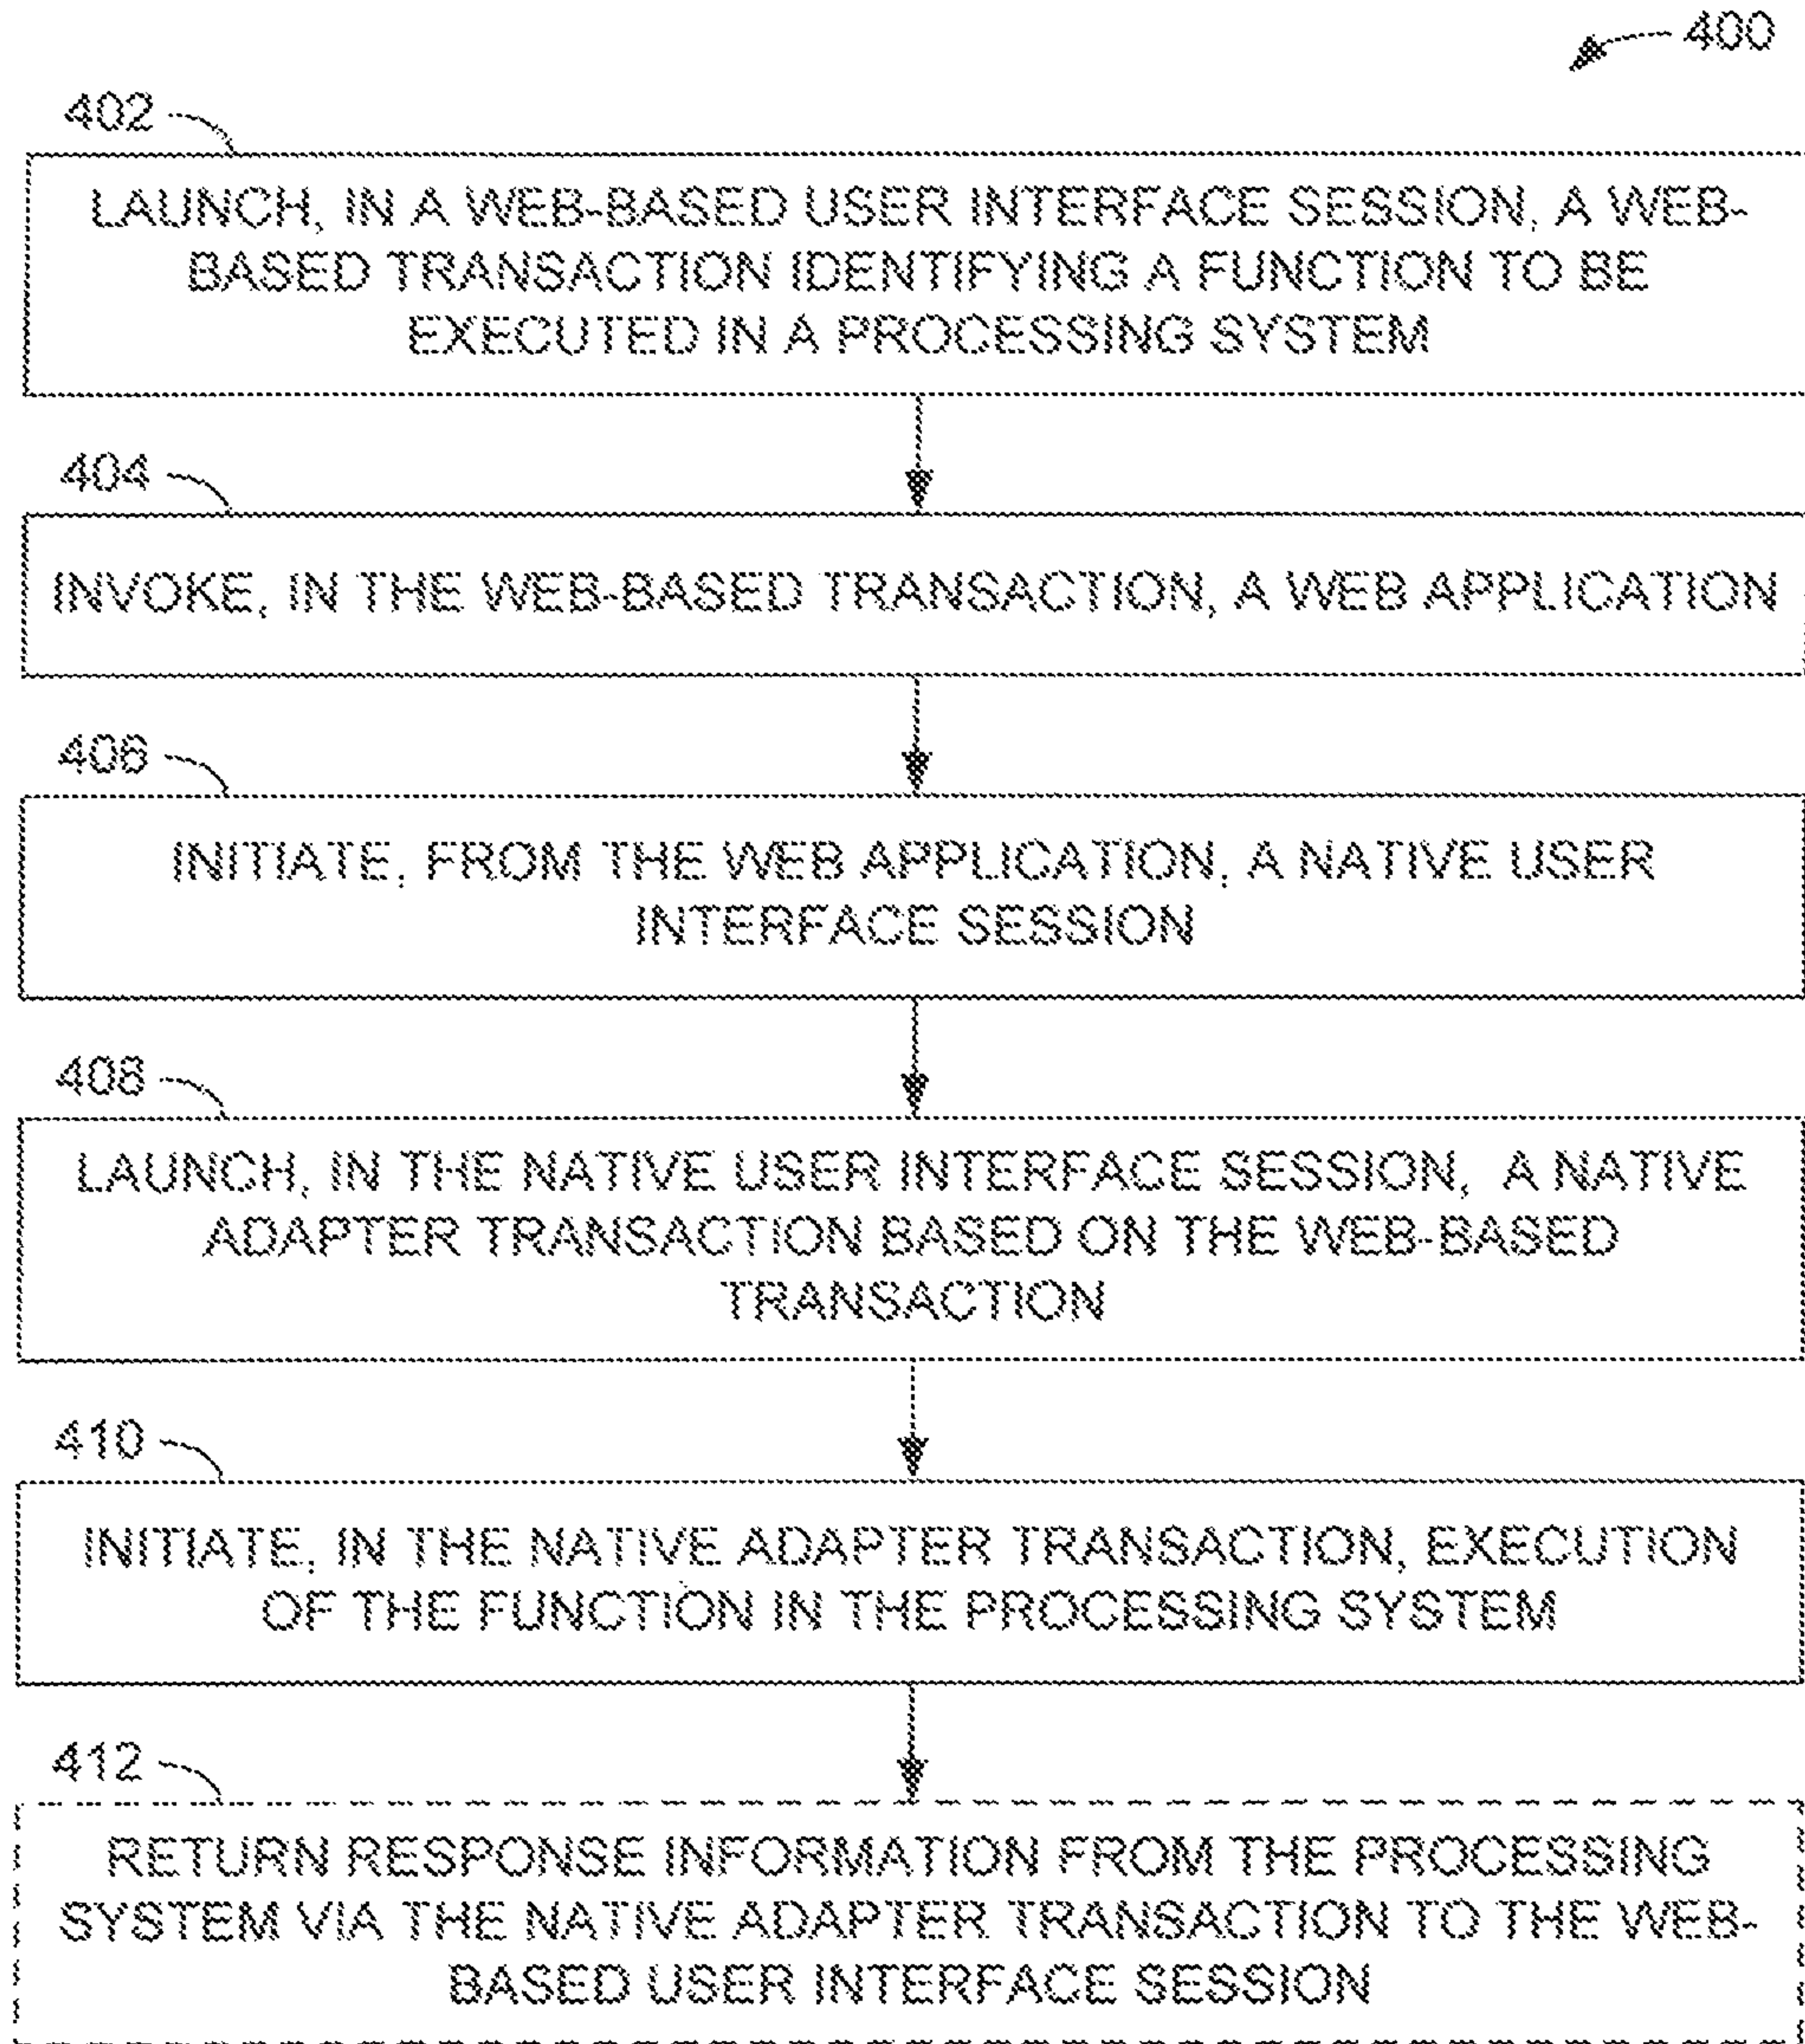 400
402
LAUNCH, IN A WEB-BASED USER INTERFACE SESSION, A WEB-
BASED TRANSACTION IDENTIFYING A FUNCTION TO BE
EXECUTED IN A PROCESSING SYSTEM
404
INVOKE, IN THE WEB-BASED TRANSACTION, A WEB APPLICATION
406
INITIATE, FROM THE WEB APPLICATION, A NATIVE USER
INTERFACE SESSION
408
LAUNCH, IN THE NATIVE USER INTERFACE SESSION, A NATIVE
ADAPTER TRANSACTION BASED ON THE WEB-BASED
TRANSACTION
410
INITIATE, IN THE NATIVE ADAPTER TRANSACTION, EXECUTION
OF THE FUNCTION IN THE PROCESSING SYSTEM
412
RETURN RESPONSE INFORMATION FROM THE PROCESSING
SYSTEM VIA THE NATIVE ADAPTER TRANSACTION TO THE WEB-
BASED USER INTERFACE SESSION